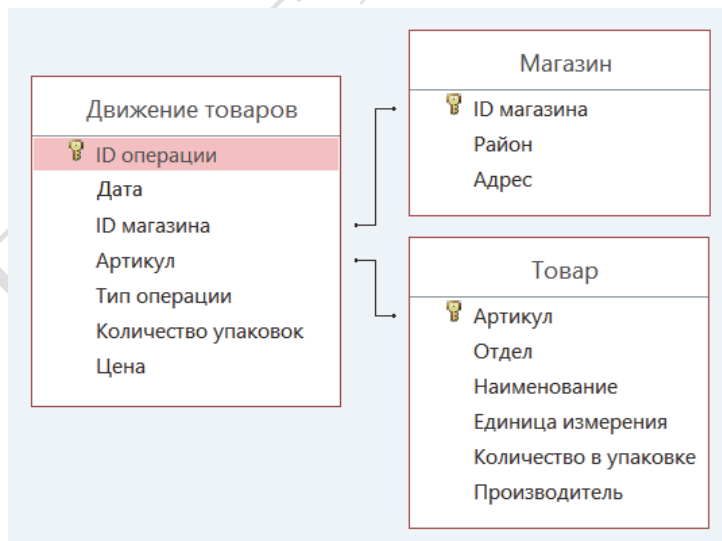 Движение товаров
ID операции
Дата
ID магазина
Артикул
Тип операции
Количество упаковок
Цена
Магазин
ID магазина
Район
Адрес
Товар
Артикул
Отдел
Наименование
Единица измерения
Количество в упаковке
Производитель